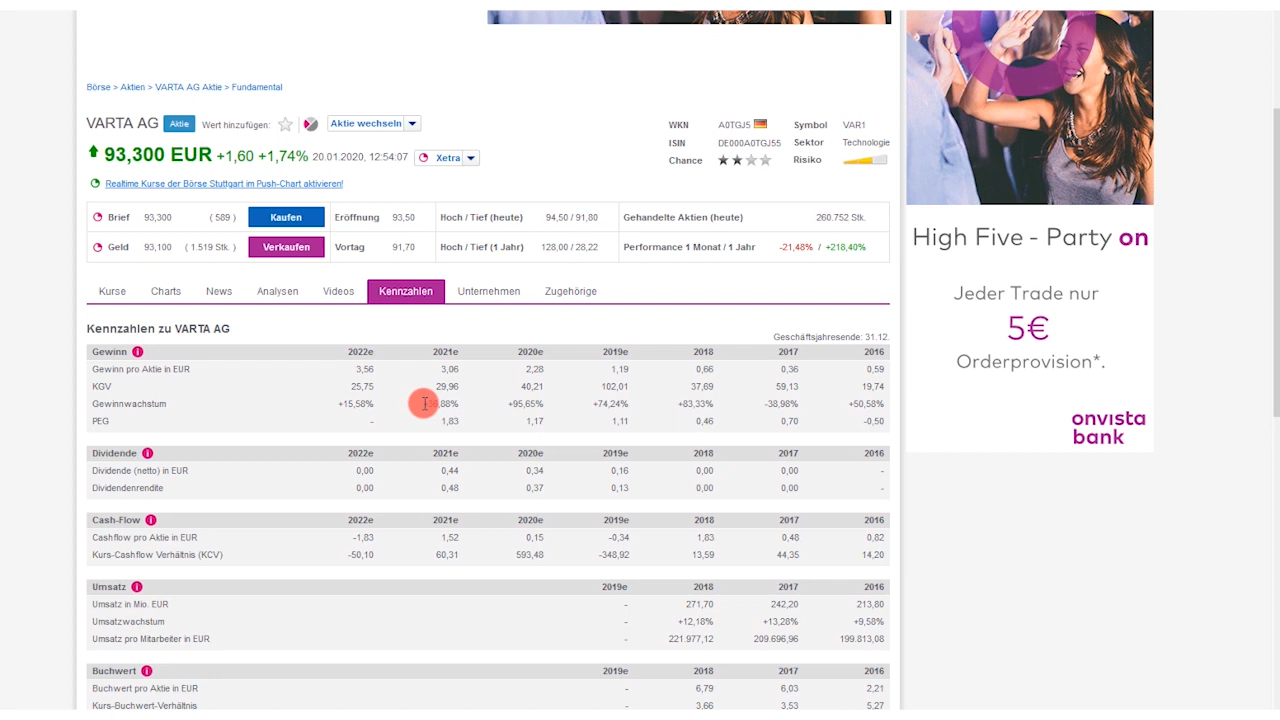 Börse > Aktien > VARTA AG Aktie > Fundamental
VARTA AG Aktie Wert hinzufügen: Aktie wechseln
93,300 EUR +1,60 +1,74% 20.01.2020, 12:54:07 Xetra
Realtime Kurse der Börse Stuttgart im Push-Chart aktivieren!
WKN A0TGJ5 Symbol VAR1
ISIN DE000A0TGJ55 Sektor Technologie
Chance Risiko
Brief 93,300 ( 589 ) Kaufen Eröffnung 93,50 Hoch / Tief (heute) 94,50 / 91,80 Gehandelte Aktien (heute) 260.752 Stk.
Geld 93,100 ( 1.519 Stk. ) Verkaufen Vortag 91,70 Hoch / Tief (1 Jahr) 128,00 / 28,22 Performance 1 Monat / 1 Jahr -21,48% / +218,40%
Kurse Charts News Analysen Videos Kennzahlen Unternehmen Zugehörige
Kennzahlen zu VARTA AG
Geschäftsjahresende: 31.12.
Gewinn 2022e 2021e 2020e 2019e 2018 2017 2016
Gewinn pro Aktie in EUR 3,56 3,06 2,28 1,19 0,66 0,36 0,59
KGV 25,75 29,96 40,21 102,01 37,69 59,13 19,74
Gewinnwachstum +15,58% +95,65% +74,24% +83,33% -38,98% +50,58%
PEG - 1,83 1,17 1,11 0,46 0,70 -0,50
Dividende 2022e 2021e 2020e 2019e 2018 2017 2016
Dividende (netto) in EUR 0,00 0,44 0,34 0,16 0,00 0,00 -
Dividendenrendite 0,00 0,48 0,37 0,13 0,00 0,00 -
Cash-Flow 2022e 2021e 2020e 2019e 2018 2017 2016
Cashflow pro Aktie in EUR -1,83 1,52 0,15 -0,34 1,83 0,48 0,82
Kurs-Cashflow Verhältnis (KCV) -50,10 60,31 593,48 -348,92 13,59 44,35 14,20
Umsatz 2019e 2018 2017 2016
Umsatz in Mio. EUR - 271,70 242,20 213,80
Umsatzwachstum - +12,18% +13,28% +9,58%
Umsatz pro Mitarbeiter in EUR - 221.977,12 209.696,96 199.813,08
Buchwert 2019e 2018 2017 2016
Buchwert pro Aktie in EUR - 6,79 6,03 2,21
Kurs-Buchwert-Verhältnis - 3,66 3,53 5,27
High Five - Party on
Jeder Trade nur
5€
Orderprovision*.
onvista
bank